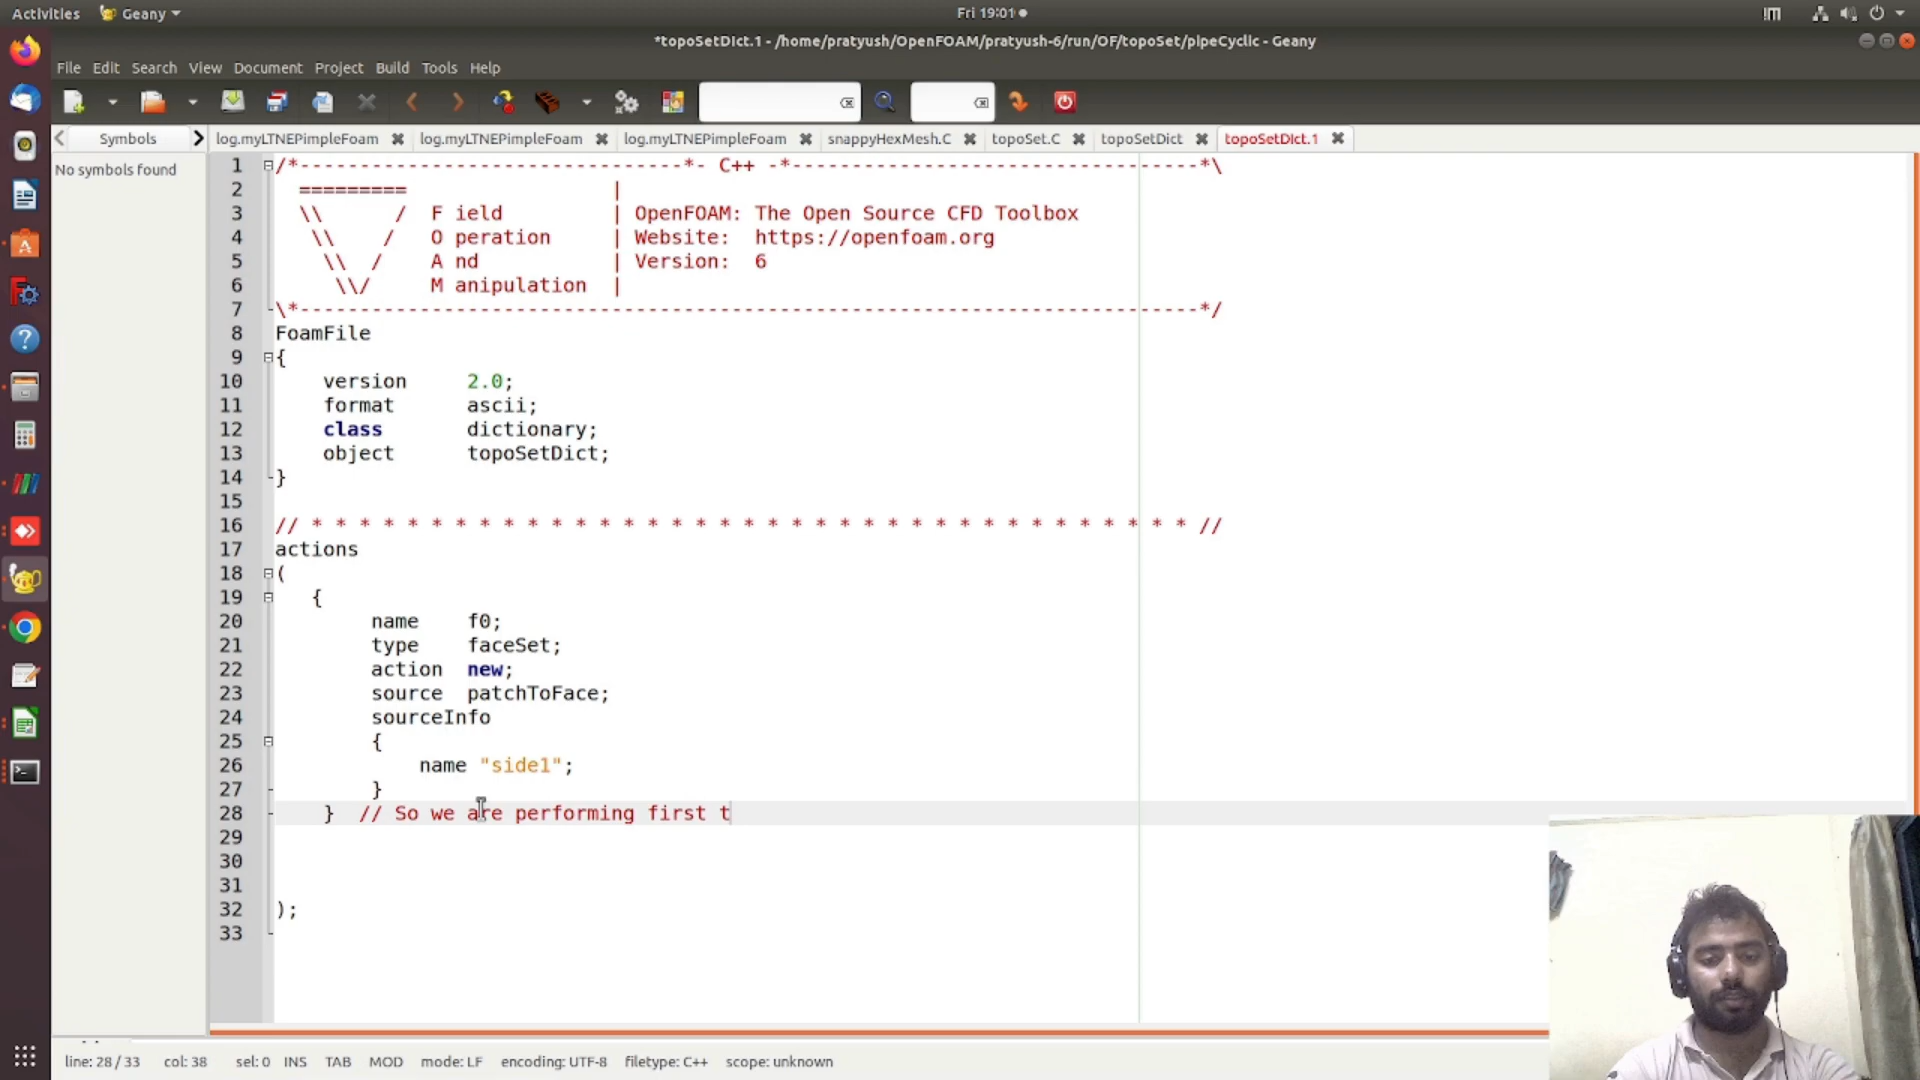 Activities Geany Fri 19:01
*topoSetDict.1 - /home/pratyush/OpenFOAM/pratyush-6/run/OF/topoSet/pipeCyclic - Geany
File Edit Search View Document Project Build Tools Help
Symbols log.myLTNEPimpleFoam log.myLTNEPimpleFoam log.myLTNEPimpleFoam snappyHexMesh.C topoSet.C topoSetDict topoSetDict.1
No symbols found
1 /*--------------------------------*- C++ -*----------------------------------*\
2 ========= |
3 \\ / F ield | OpenFOAM: The Open Source CFD Toolbox
4 \\ / O peration | Website: https://openfoam.org
5 \\ / A nd | Version: 6
6 \\/ M anipulation |
7 \*---------------------------------------------------------------------------*/
8 FoamFile
9 {
10 version 2.0;
11 format ascii;
12 class dictionary;
13 object topoSetDict;
14 }
15
16 // * * * * * * * * * * * * * * * * * * * * * * * * * * * * * * * * * * * * * //
17 actions
18 (
19 {
20 name f0;
21 type faceSet;
22 action new;
23 source patchToFace;
24 sourceInfo
25 {
26 name "side1";
27 }
28 } // So we are performing first t
29
30
31
32 );
33
line: 28 / 33 col: 38 sel: 0 INS TAB MOD mode: LF encoding: UTF-8 filetype: C++ scope: unknown